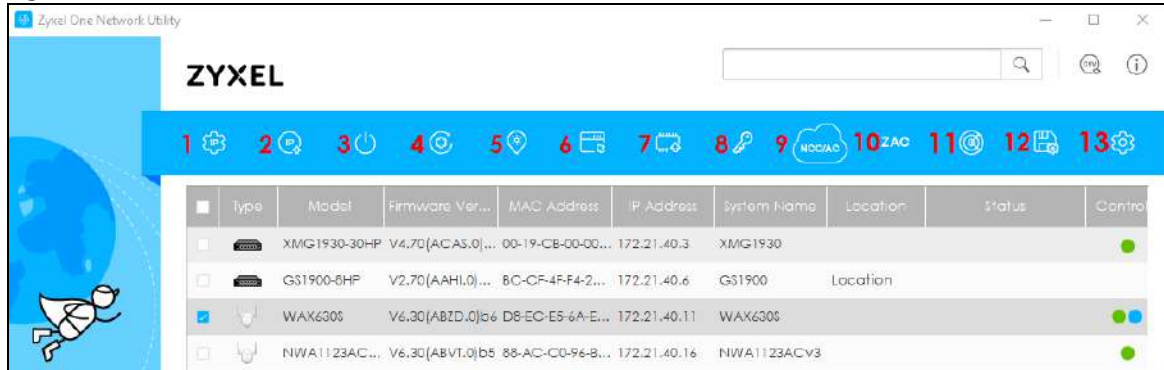 Zyxel One Network Utility
ZYXEL
1 IP 2 IP 3 4 5 6 7 8 9 NCC/AC 10 ZAC 11 12 13
Type Model Firmware Ver... MAC Address IP Address System Name Location Status Control
XMG1930-30HP V4.70(ACAS.0)... 00-19-CB-00-00... 172.21.40.3 XMG1930
GS1900-8HP V2.70(AAHI.0)... BC-CF-4F-F4-2... 172.21.40.6 GS1900 Location
WAX630S V6.30(ABZD.0)b6 D8-EC-E5-6A-E... 172.21.40.11 WAX630S
NWA1123AC... V6.30(ABVT.0)b5 88-AC-C0-96-B... 172.21.40.16 NWA1123ACv3